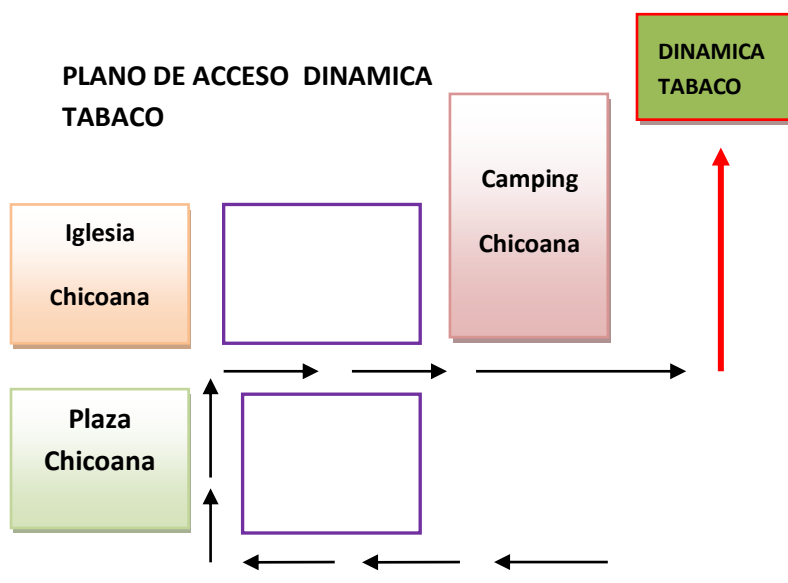 PLANO DE ACCESO DINAMICA
TABACO
DINAMICA
TABACO
Camping
Chicoana
Iglesia
Chicoana
Plaza
Chicoana